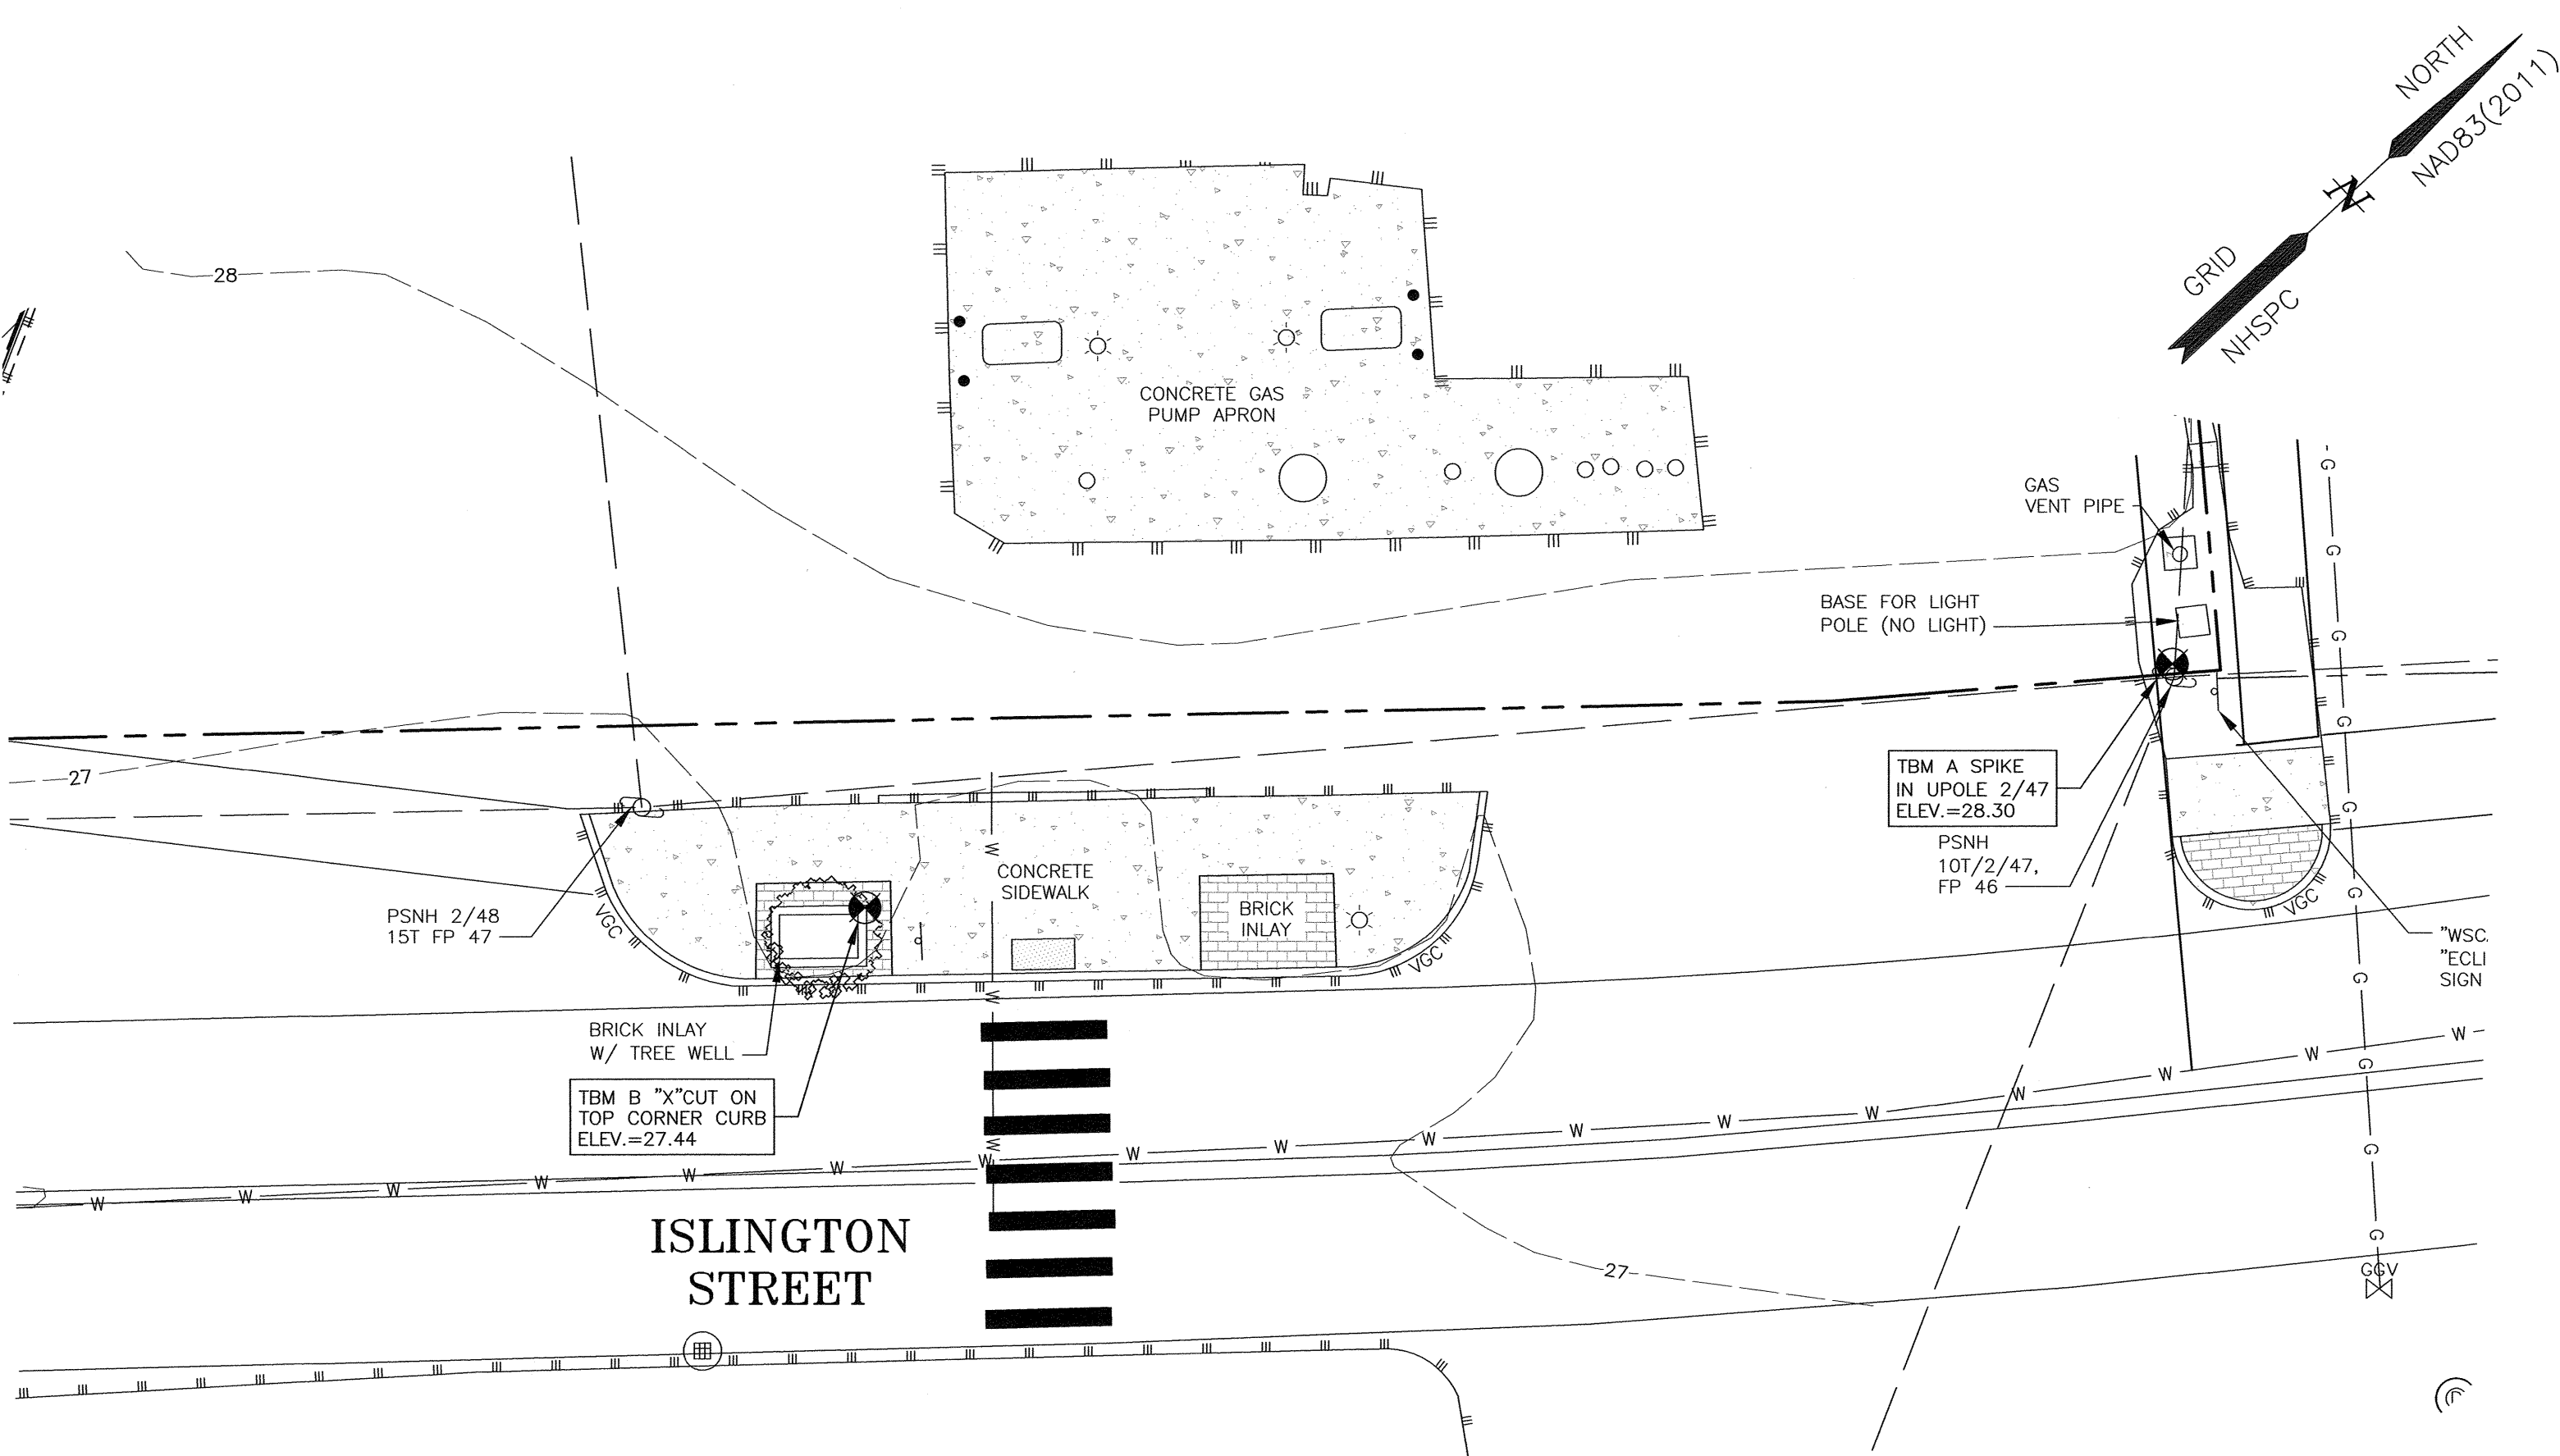 NORTH
NAD83(2011)
N
GRID
NHSPC
28
CONCRETE GAS
PUMP APRON
GAS
VENT PIPE
BASE FOR LIGHT
POLE (NO LIGHT)
27
TBM A SPIKE
IN UPOLE 2/47
ELEV.=28.30
PSNH
10T/2/47,
FP 46
PSNH 2/48
15T FP 47
VGC
CONCRETE
SIDEWALK
BRICK
INLAY
VGC
VGC
"WSC
"ECLI
SIGN
BRICK INLAY
W/ TREE WELL
TBM B "X"CUT ON
TOP CORNER CURB
ELEV.=27.44
W
W
W
W W W W W W W W W W W W W W W W W
G
G
G
G
G
G
G
G
G
G
ISLINGTON
STREET
27
GGV